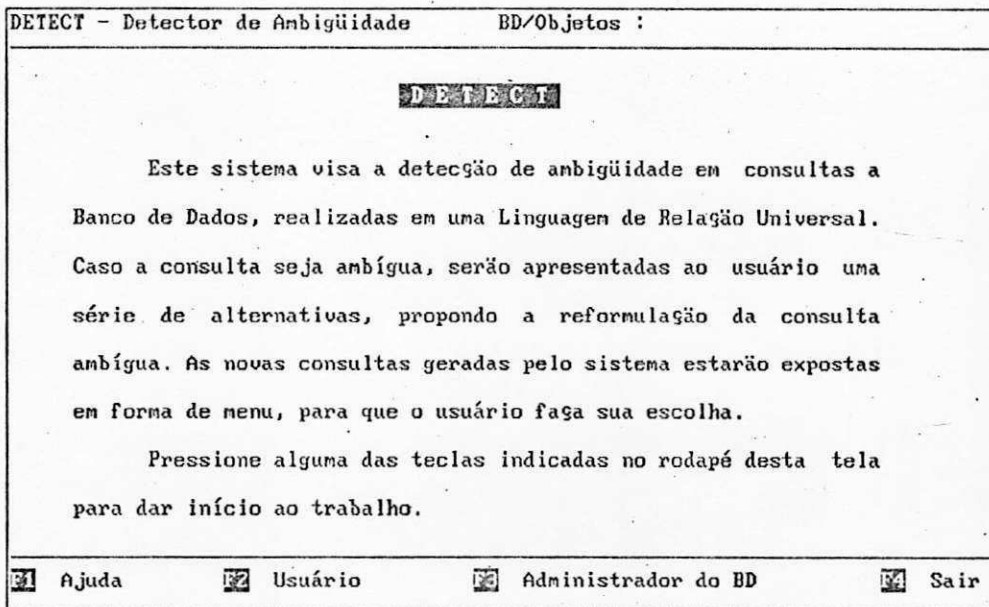 DETECT - Detector de Ambigüidade BD/Objetos :
DETECT
Este sistema visa a detecção de ambigüidade em consultas a
Banco de Dados, realizadas em uma Linguagem de Relação Universal.
Caso a consulta seja ambígua, serão apresentadas ao usuário uma
série de alternativas, propondo a reformulação da consulta
ambígua. As novas consultas geradas pelo sistema estarão expostas
em forma de menu, para que o usuário faça sua escolha.
Pressione alguma das teclas indicadas no rodapé desta tela
para dar início ao trabalho.
F1 Ajuda F2 Usuário F3 Administrador do BD F4 Sair